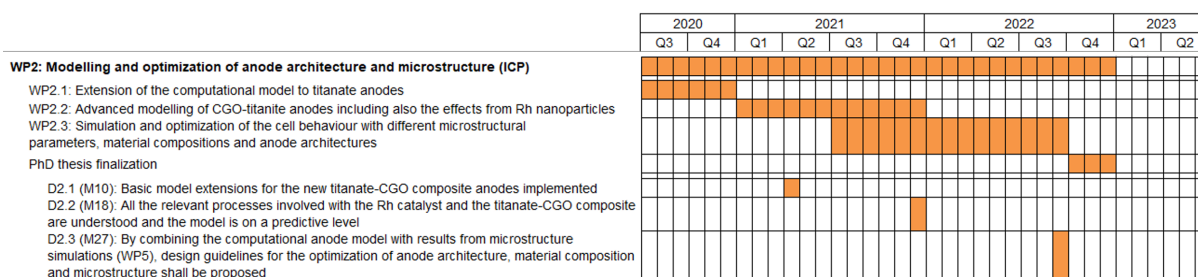 2020 2021 2022 2023
Q3 Q4 Q1 Q2 Q3 Q4 Q1 Q2 Q3 Q4 Q1 Q2
WP2: Modelling and optimization of anode architecture and microstructure (ICP)
WP2.1: Extension of the computational model to titanate anodes
WP2.2: Advanced modelling of CGO-titanite anodes including also the effects from Rh nanoparticles
WP2.3: Simulation and optimization of the cell behaviour with different microstructural
parameters, material compositions and anode architectures
PhD thesis finalization
D2.1 (M10): Basic model extensions for the new titanate-CGO composite anodes implemented
D2.2 (M18): All the relevant processes involved with the Rh catalyst and the titanate-CGO composite
are understood and the model is on a predictive level
D2.3 (M27): By combining the computational anode model with results from microstructure
simulations (WP5), design guidelines for the optimization of anode architecture, material composition
and microstructure shall be proposed